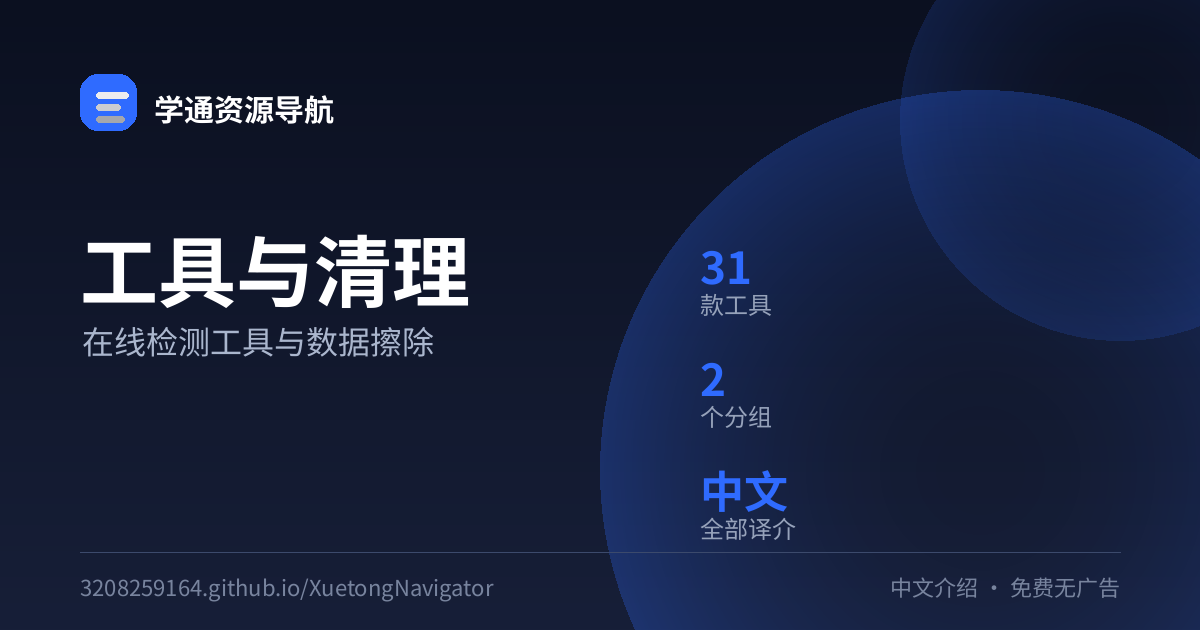 学通资源导航
工具与清理
在线检测工具与数据擦除
31
款工具
2
个分组
中文
全部译介
3208259164.github.io/XuetongNavigator
中文介绍 · 免费无广告